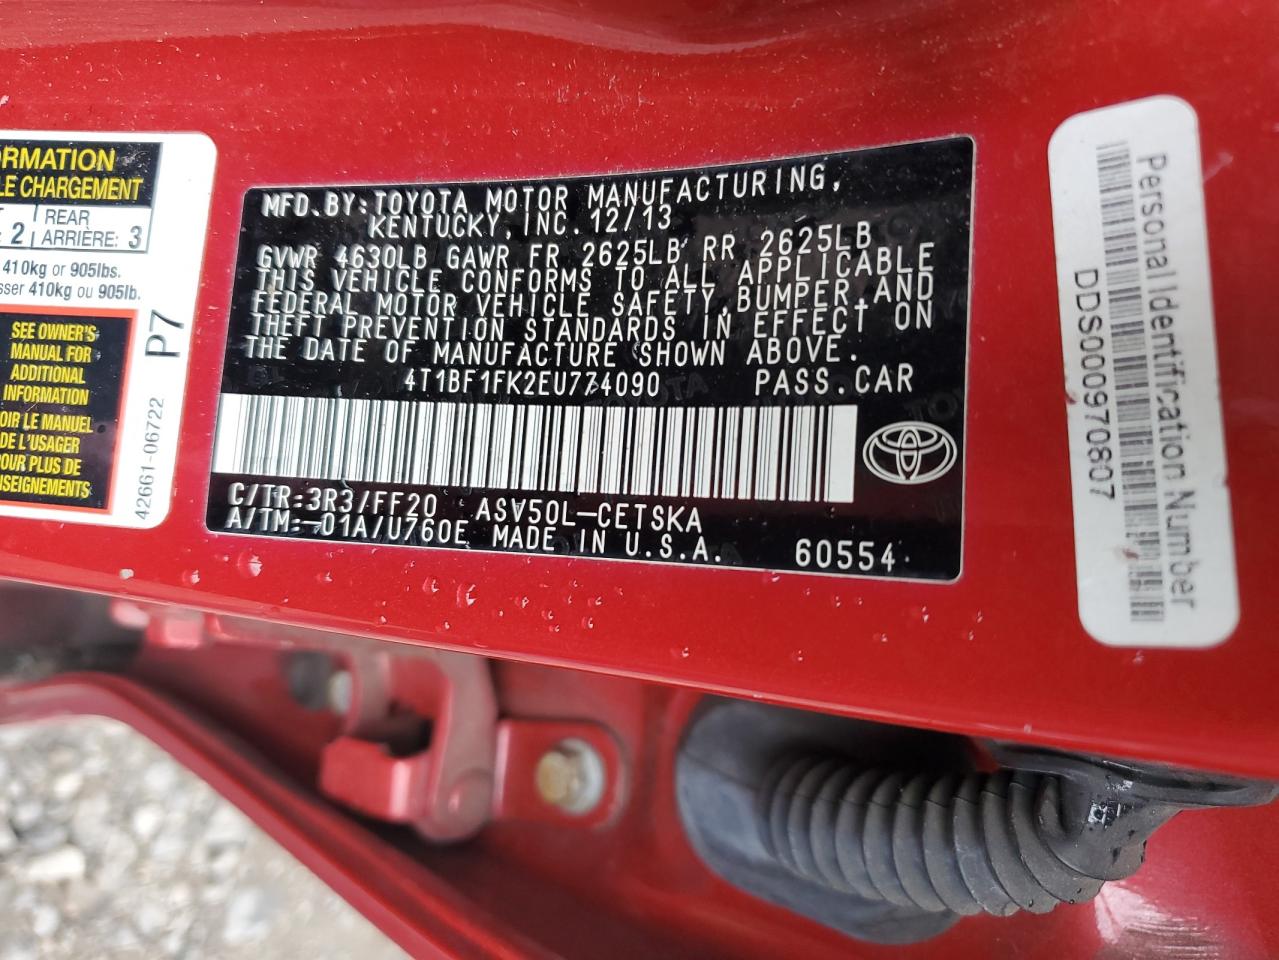 ORMATION
LE CHARGEMENT
2 REAR
ARRIÈRE: 3
410kg or 905lbs.
ser 410kg ou 905lb.
SEE OWNER'S
MANUAL FOR
ADDITIONAL
INFORMATION
OIR LE MANUEL
DE L'USAGER
POUR PLUS DE
NSEIGNEMENTS
P7
42661-06722
MFD. BY: TOYOTA MOTOR MANUFACTURING,
KENTUCKY, INC. 12/13
GVWR 4630LB GAWR FR 2625LB RR 2625LB
THIS VEHICLE CONFORMS TO ALL APPLICABLE
FEDERAL MOTOR VEHICLE SAFETY, BUMPER, AND
THEFT PREVENTION STANDARDS IN EFFECT ON
THE DATE OF MANUFACTURE SHOWN ABOVE.
4T1BF1FK2EU774090 PASS.CAR
C/TR:3R3/FF20 ASV50L-CETSKA
A/TM:-01A/U760E MADE IN U.S.A. 60554
Personal Identification Number
DDS000970807